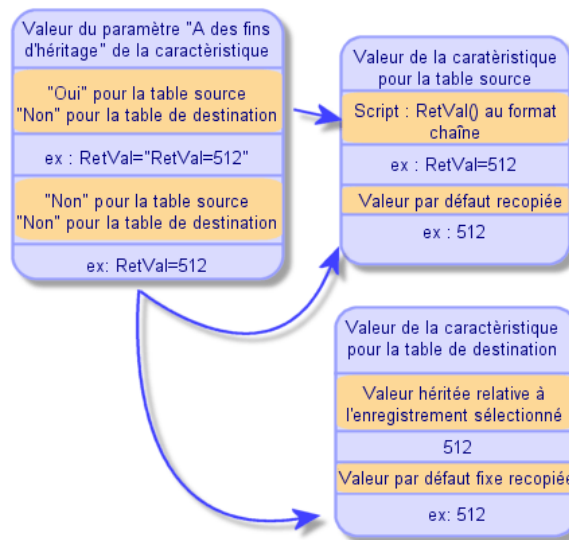 Valeur du paramètre "A des fins
d'héritage" de la caractèristique
"Oui" pour la table source
"Non" pour la table de destination
ex : RetVal="RetVal=512"
"Non" pour la table source
"Non" pour la table de destination
ex: RetVal=512
Valeur de la caratèristique
pour la table source
Script : RetVal() au format
chaîne
ex : RetVal=512
Valeur par défaut recopiée
ex : 512
Valeur de la caractèristique
pour la table de destination
Valeur héritée relative à
l'enregistrement sélectionné
512
Valeur par défaut fixe recopiée
ex: 512